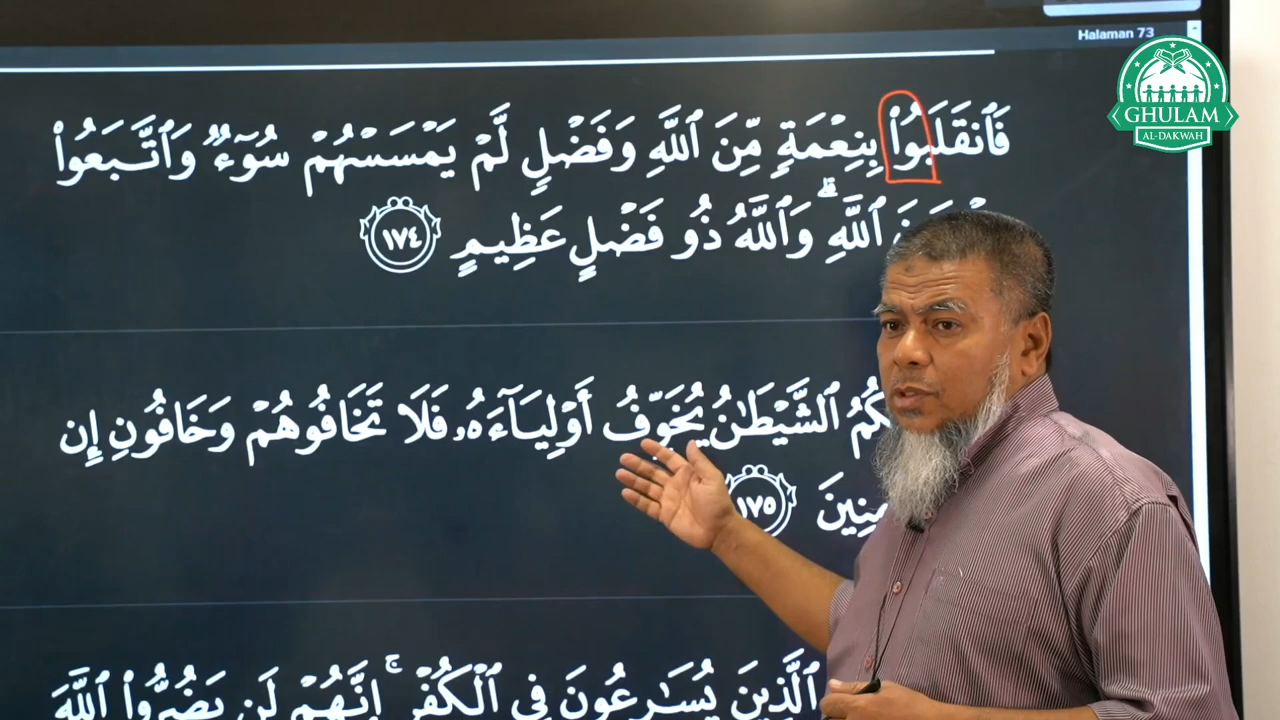 Halaman 73
GHULAM
AL-DAKWAH
فَٱنقَلَبُوا۟ بِنِعْمَةٍ مِّنَ ٱللَّهِ وَفَضْلٍ لَّمْ يَمْسَسْهُمْ سُوٓءٌ وَٱتَّبَعُوا۟
ٱللَّهِ ۗ وَٱللَّهُ ذُو فَضْلٍ عَظِيمٍ ١٧٤
كُمُ ٱلشَّيْطَٰنُ يُخَوِّفُ أَوْلِيَآءَهُۥ فَلَا تَخَافُوهُمْ وَخَافُونِ إِن
مِنِينَ ١٧٥
ٱلَّذِينَ يُسَٰرِعُونَ فِى ٱلْكُفْرِ ۚ إِنَّهُمْ لَن يَضُرُّوا۟ ٱللَّهَ